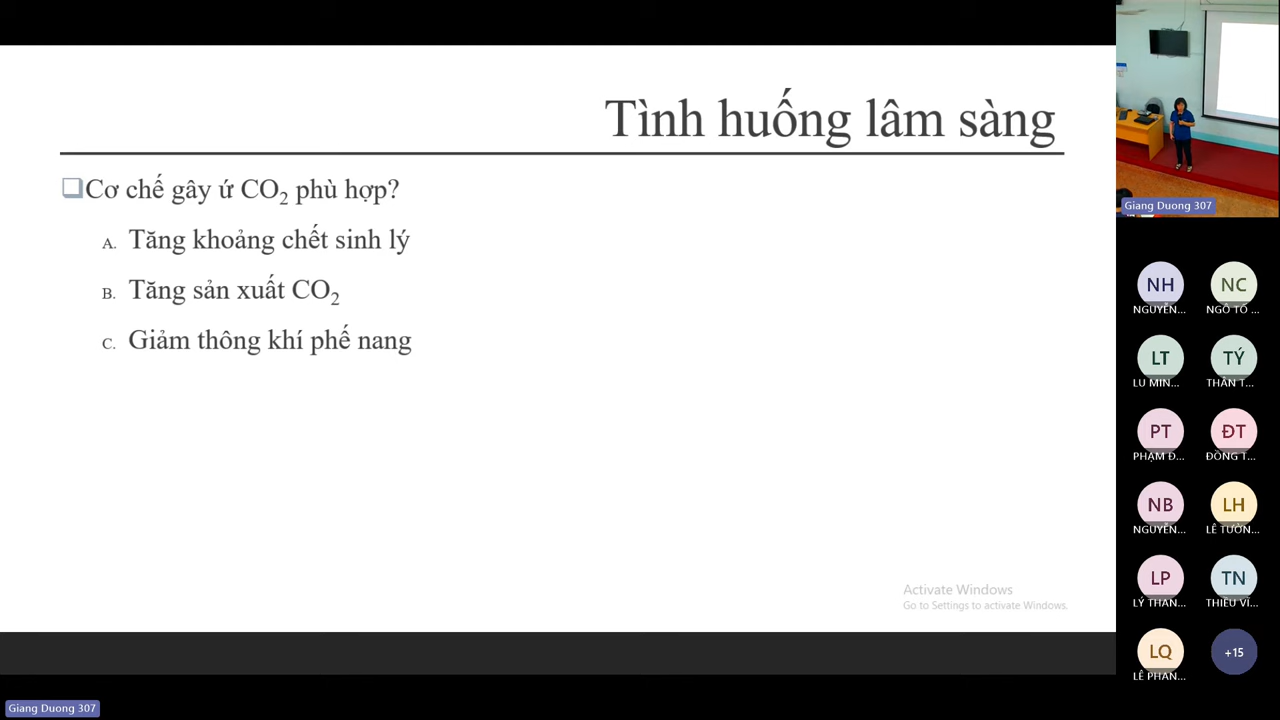 Tình huống lâm sàng
❑Cơ chế gây ứ CO₂ phù hợp?
A. Tăng khoảng chết sinh lý
B. Tăng sản xuất CO₂
C. Giảm thông khí phế nang
Activate Windows
Go to Settings to activate Windows.
Giang Duong 307
Giang Duong 307
NH
NGUYỄN...
NC
NGÔ TỐ ...
LT
LU MIN...
TÝ
THÂN T...
PT
PHẠM Đ...
ĐT
ĐỒNG T...
NB
NGUYỄN...
LH
LÊ TƯỜN...
LP
LÝ THAN...
TN
THIỀU VĨ...
LQ
LÊ PHAN...
+15